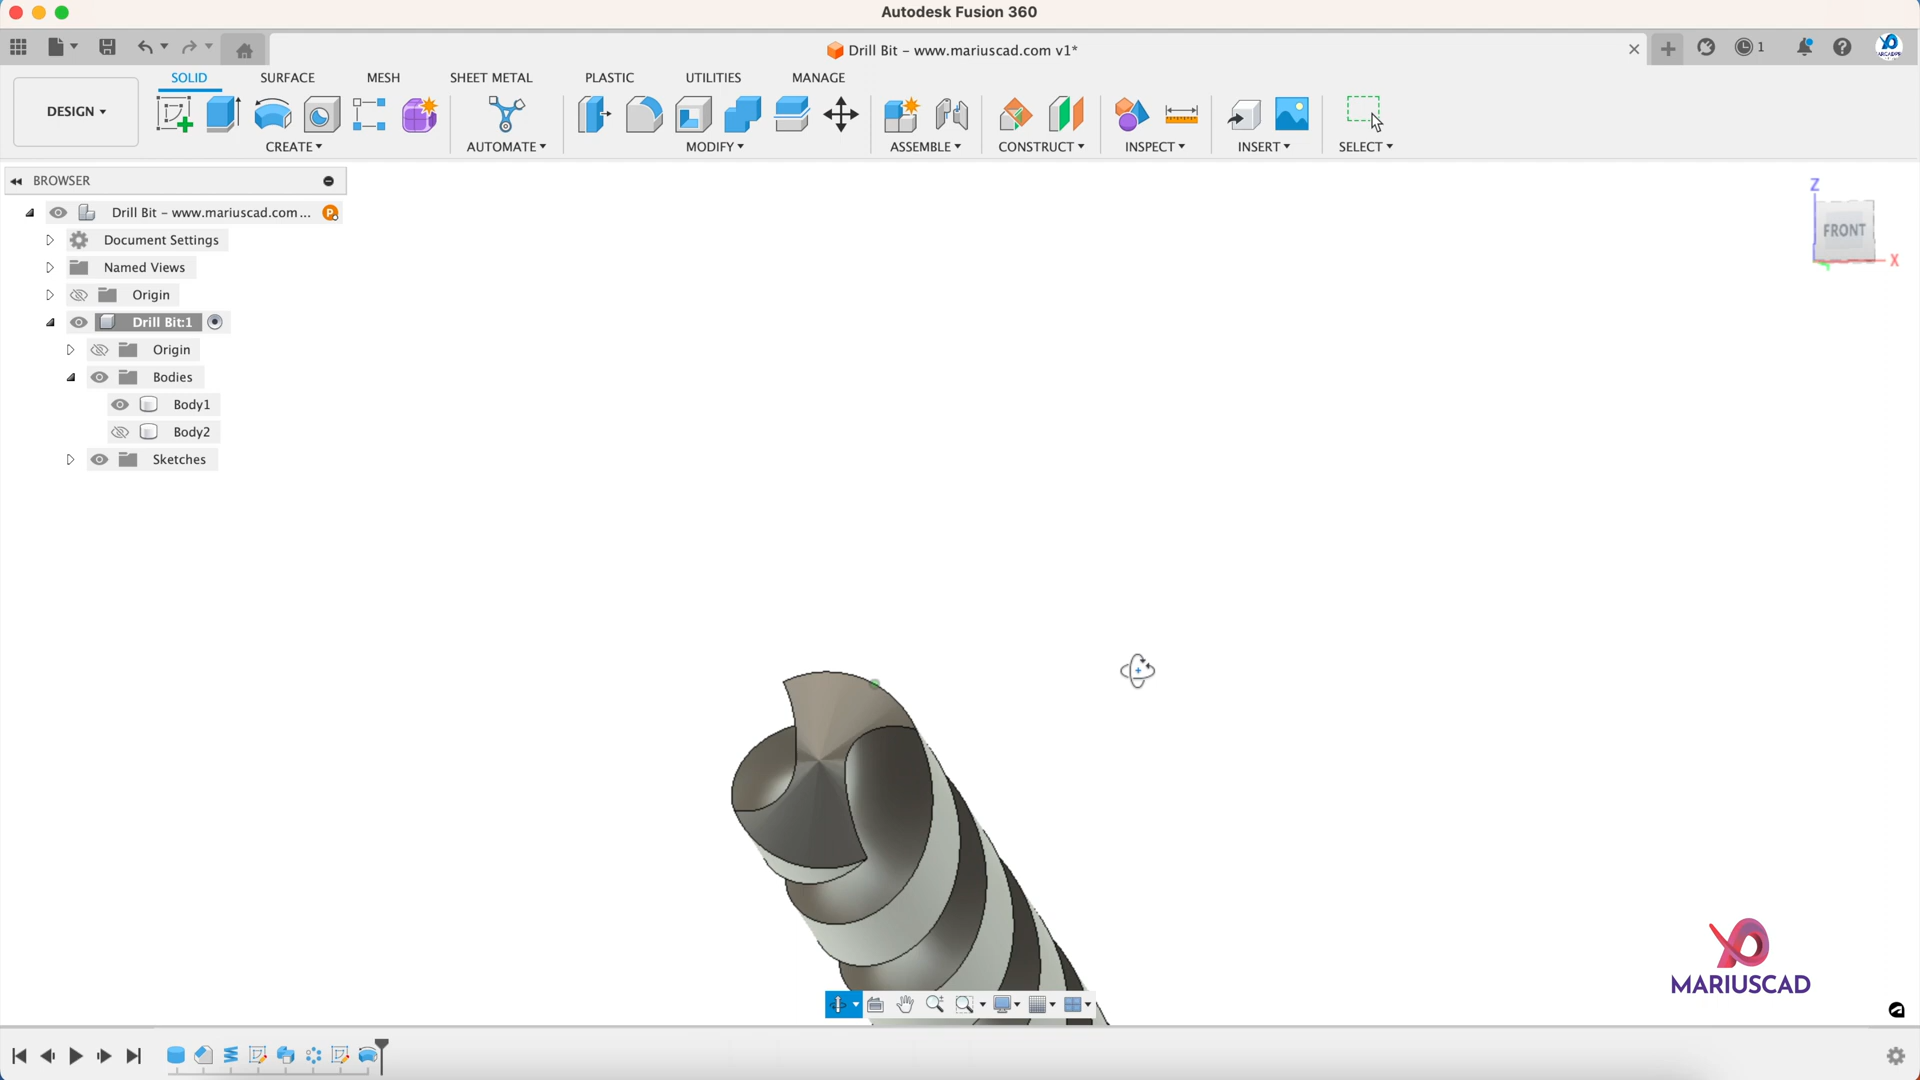 Autodesk Fusion 360
Drill Bit - www.mariuscad.com v1*
1
DESIGN
SOLID
SURFACE
MESH
SHEET METAL
PLASTIC
UTILITIES
MANAGE
CREATE
AUTOMATE
MODIFY
ASSEMBLE
CONSTRUCT
INSPECT
INSERT
SELECT
BROWSER
Drill Bit - www.mariuscad.com ...
P
Document Settings
Named Views
Origin
Drill Bit:1
Origin
Bodies
Body1
Body2
Sketches
Z
FRONT
X
MARIUSCAD